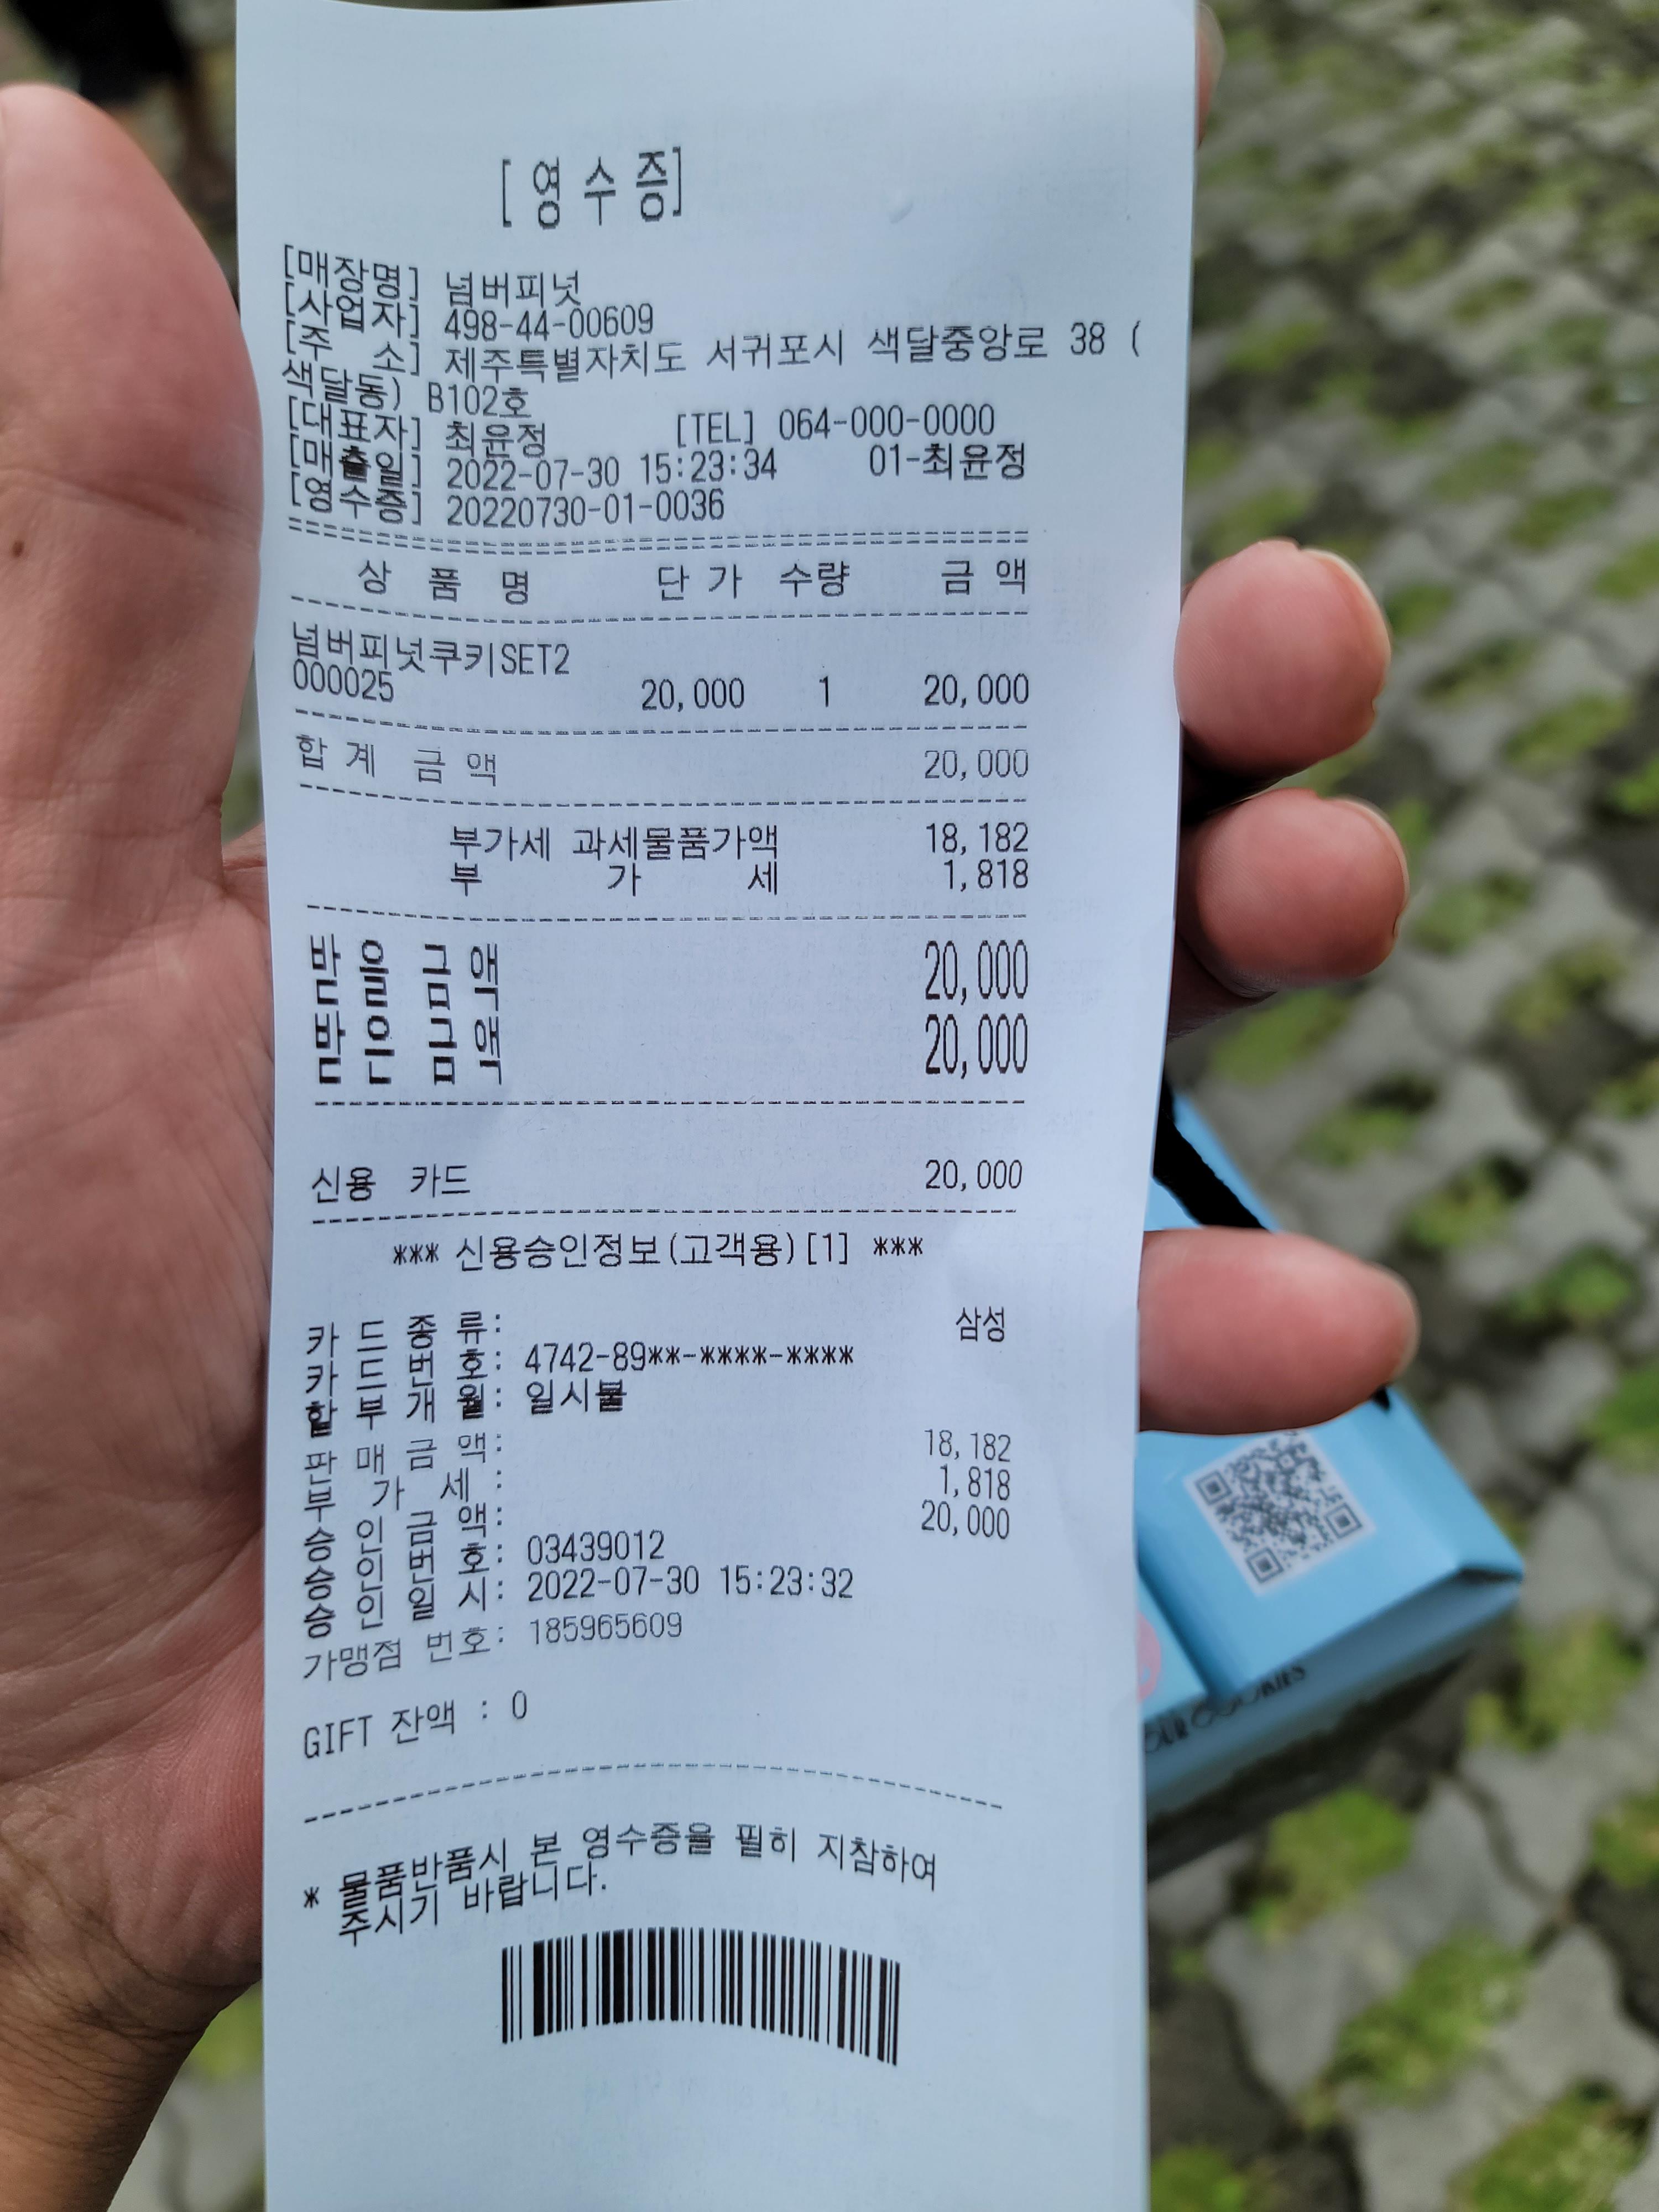 [ 영 수 증]
[매장명] 넘버피넛
[사업자] 498-44-00609
[주   소] 제주특별자치도 서귀포시 색달중앙로 38 (
색달동) B102호
[대표자] 최윤정 [TEL] 064-000-0000
[매출일] 2022-07-30 15:23:34 01-최윤정
[영수증] 20220730-01-0036
상 품 명 단 가 수량 금 액
넘버피넛쿠키SET2
000025 20,000 1 20,000
합 계 금 액 20,000
부가세 과세물품가액 18,182
부 가 세 1,818
받 을 금 액 20,000
받 은 금 액 20,000
신용 카드 20,000
*** 신용승인정보(고객용)[1] ***
카 드 종 류: 삼성
카 드 번 호: 4742-89**-****-****
할 부 개 월: 일시불
판 매 금 액: 18,182
부 가 세 : 1,818
승 인 금 액: 20,000
승 인 번 호: 03439012
승 인 일 시: 2022-07-30 15:23:32
가맹점 번호: 185965609
GIFT 잔액 : 0
* 물품반품시 본 영수증을 필히 지참하여
주시기 바랍니다.
COOKIES